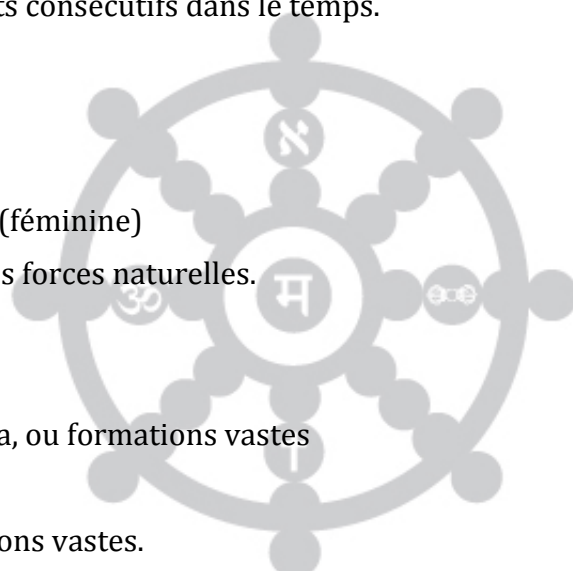 ts consécutifs dans le temps.
א
(féminine)
s forces naturelles.
ॐ म
a, ou formations vastes
ons vastes.